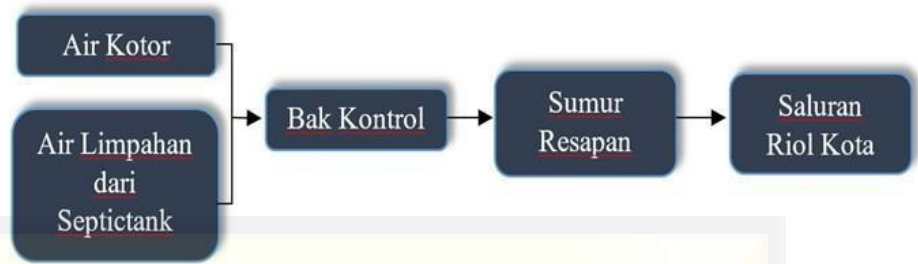 Air Kotor
Air Limpahan
dari
Septictank
Bak Kontrol
Sumur
Resapan
Saluran
Riol Kota